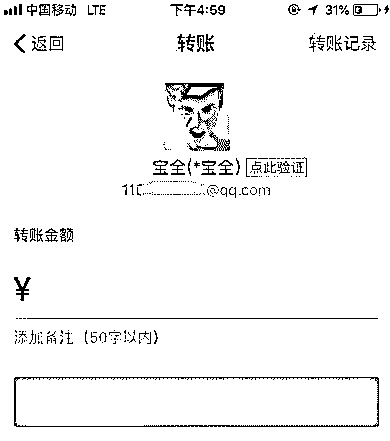 中国移动 LTE 下午4:59 31%
返回 转账 转账记录
宝全(*宝全) 点此验证
110 @qq.com
转账金额
¥
添加备注（50字以内）